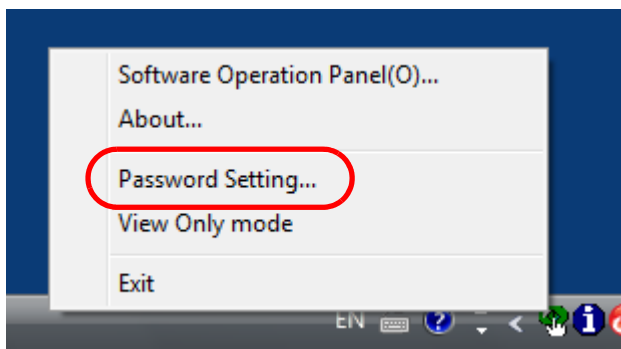 Software Operation Panel(O)...
About...
Password Setting...
View Only mode
Exit
EN